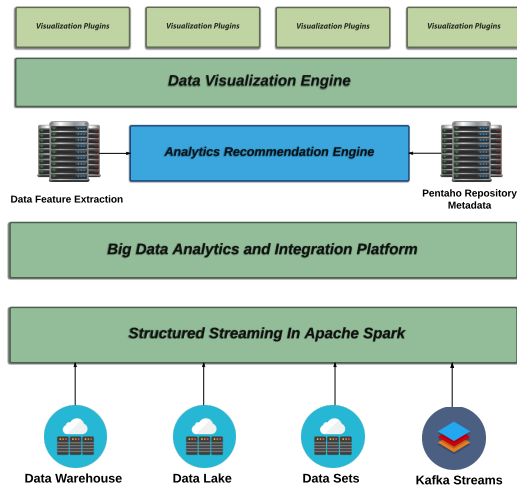 Visualization Plugins
Visualization Plugins
Visualization Plugins
Visualization Plugins
Data Visualization Engine
Analytics Recommendation Engine
Data Feature Extraction
Pentaho Repository
Metadata
Big Data Analytics and Integration Platform
Structured Streaming In Apache Spark
Data Warehouse
Data Lake
Data Sets
Kafka Streams